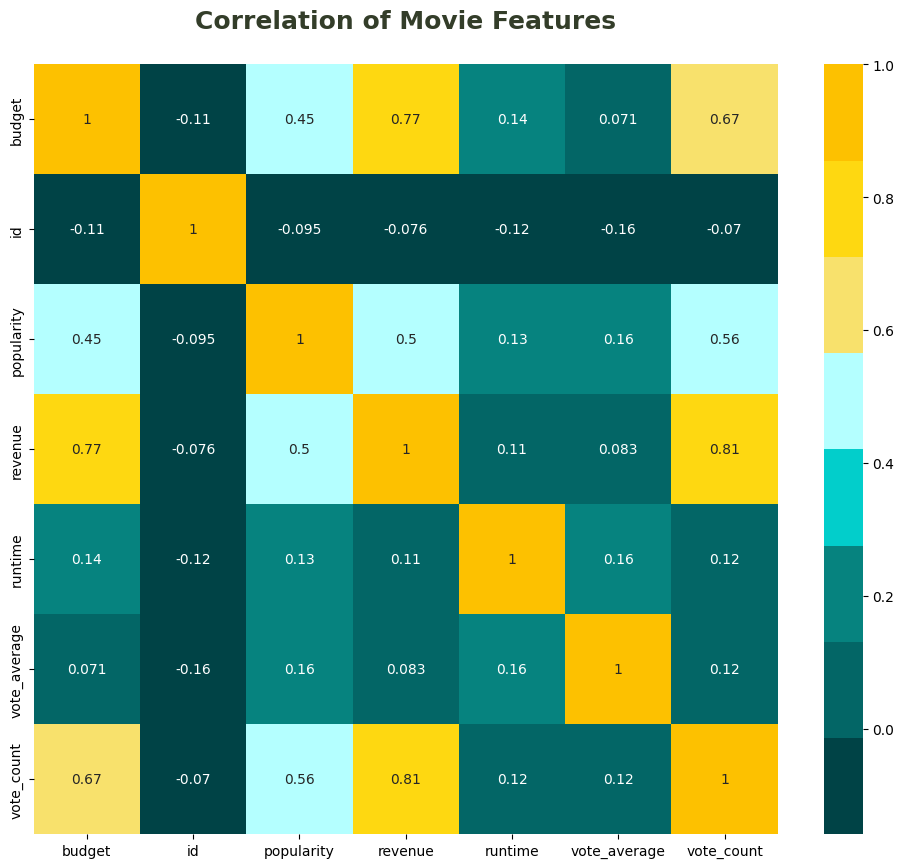 Correlation of Movie Features
budget 1 -0.11 0.45 0.77 0.14 0.071 0.67
id -0.11 1 -0.095 -0.076 -0.12 -0.16 -0.07
popularity 0.45 -0.095 1 0.5 0.13 0.16 0.56
revenue 0.77 -0.076 0.5 1 0.11 0.083 0.81
runtime 0.14 -0.12 0.13 0.11 1 0.16 0.12
vote_average 0.071 -0.16 0.16 0.083 0.16 1 0.12
vote_count 0.67 -0.07 0.56 0.81 0.12 0.12 1
budget id popularity revenue runtime vote_average vote_count
1.0
0.8
0.6
0.4
0.2
0.0